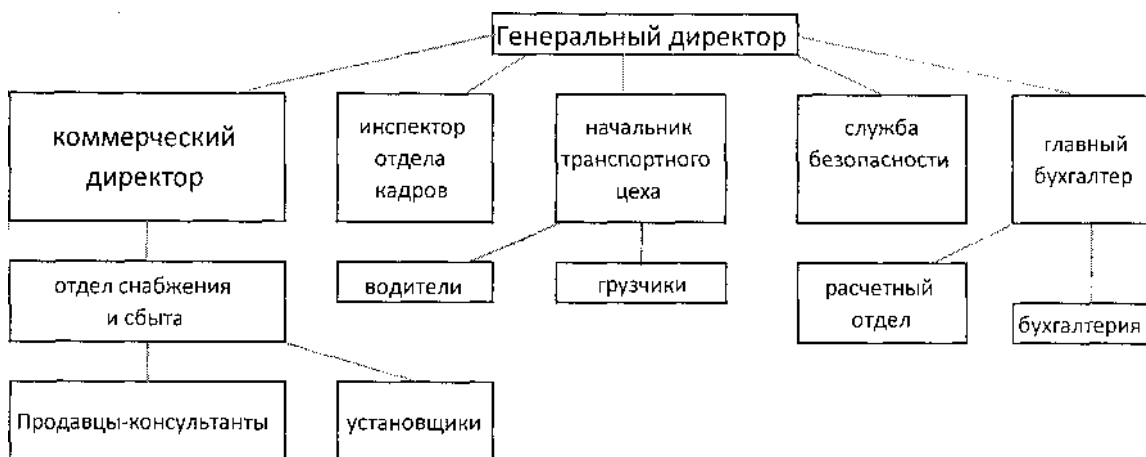 Генеральный директор
коммерческий
директор
инспектор
отдела
кадров
начальник
транспортного
цеха
служба
безопасности
главный
бухгалтер
отдел снабжения
и сбыта
водители
грузчики
расчетный
отдел
бухгалтерия
Продавцы-консультанты
установщики